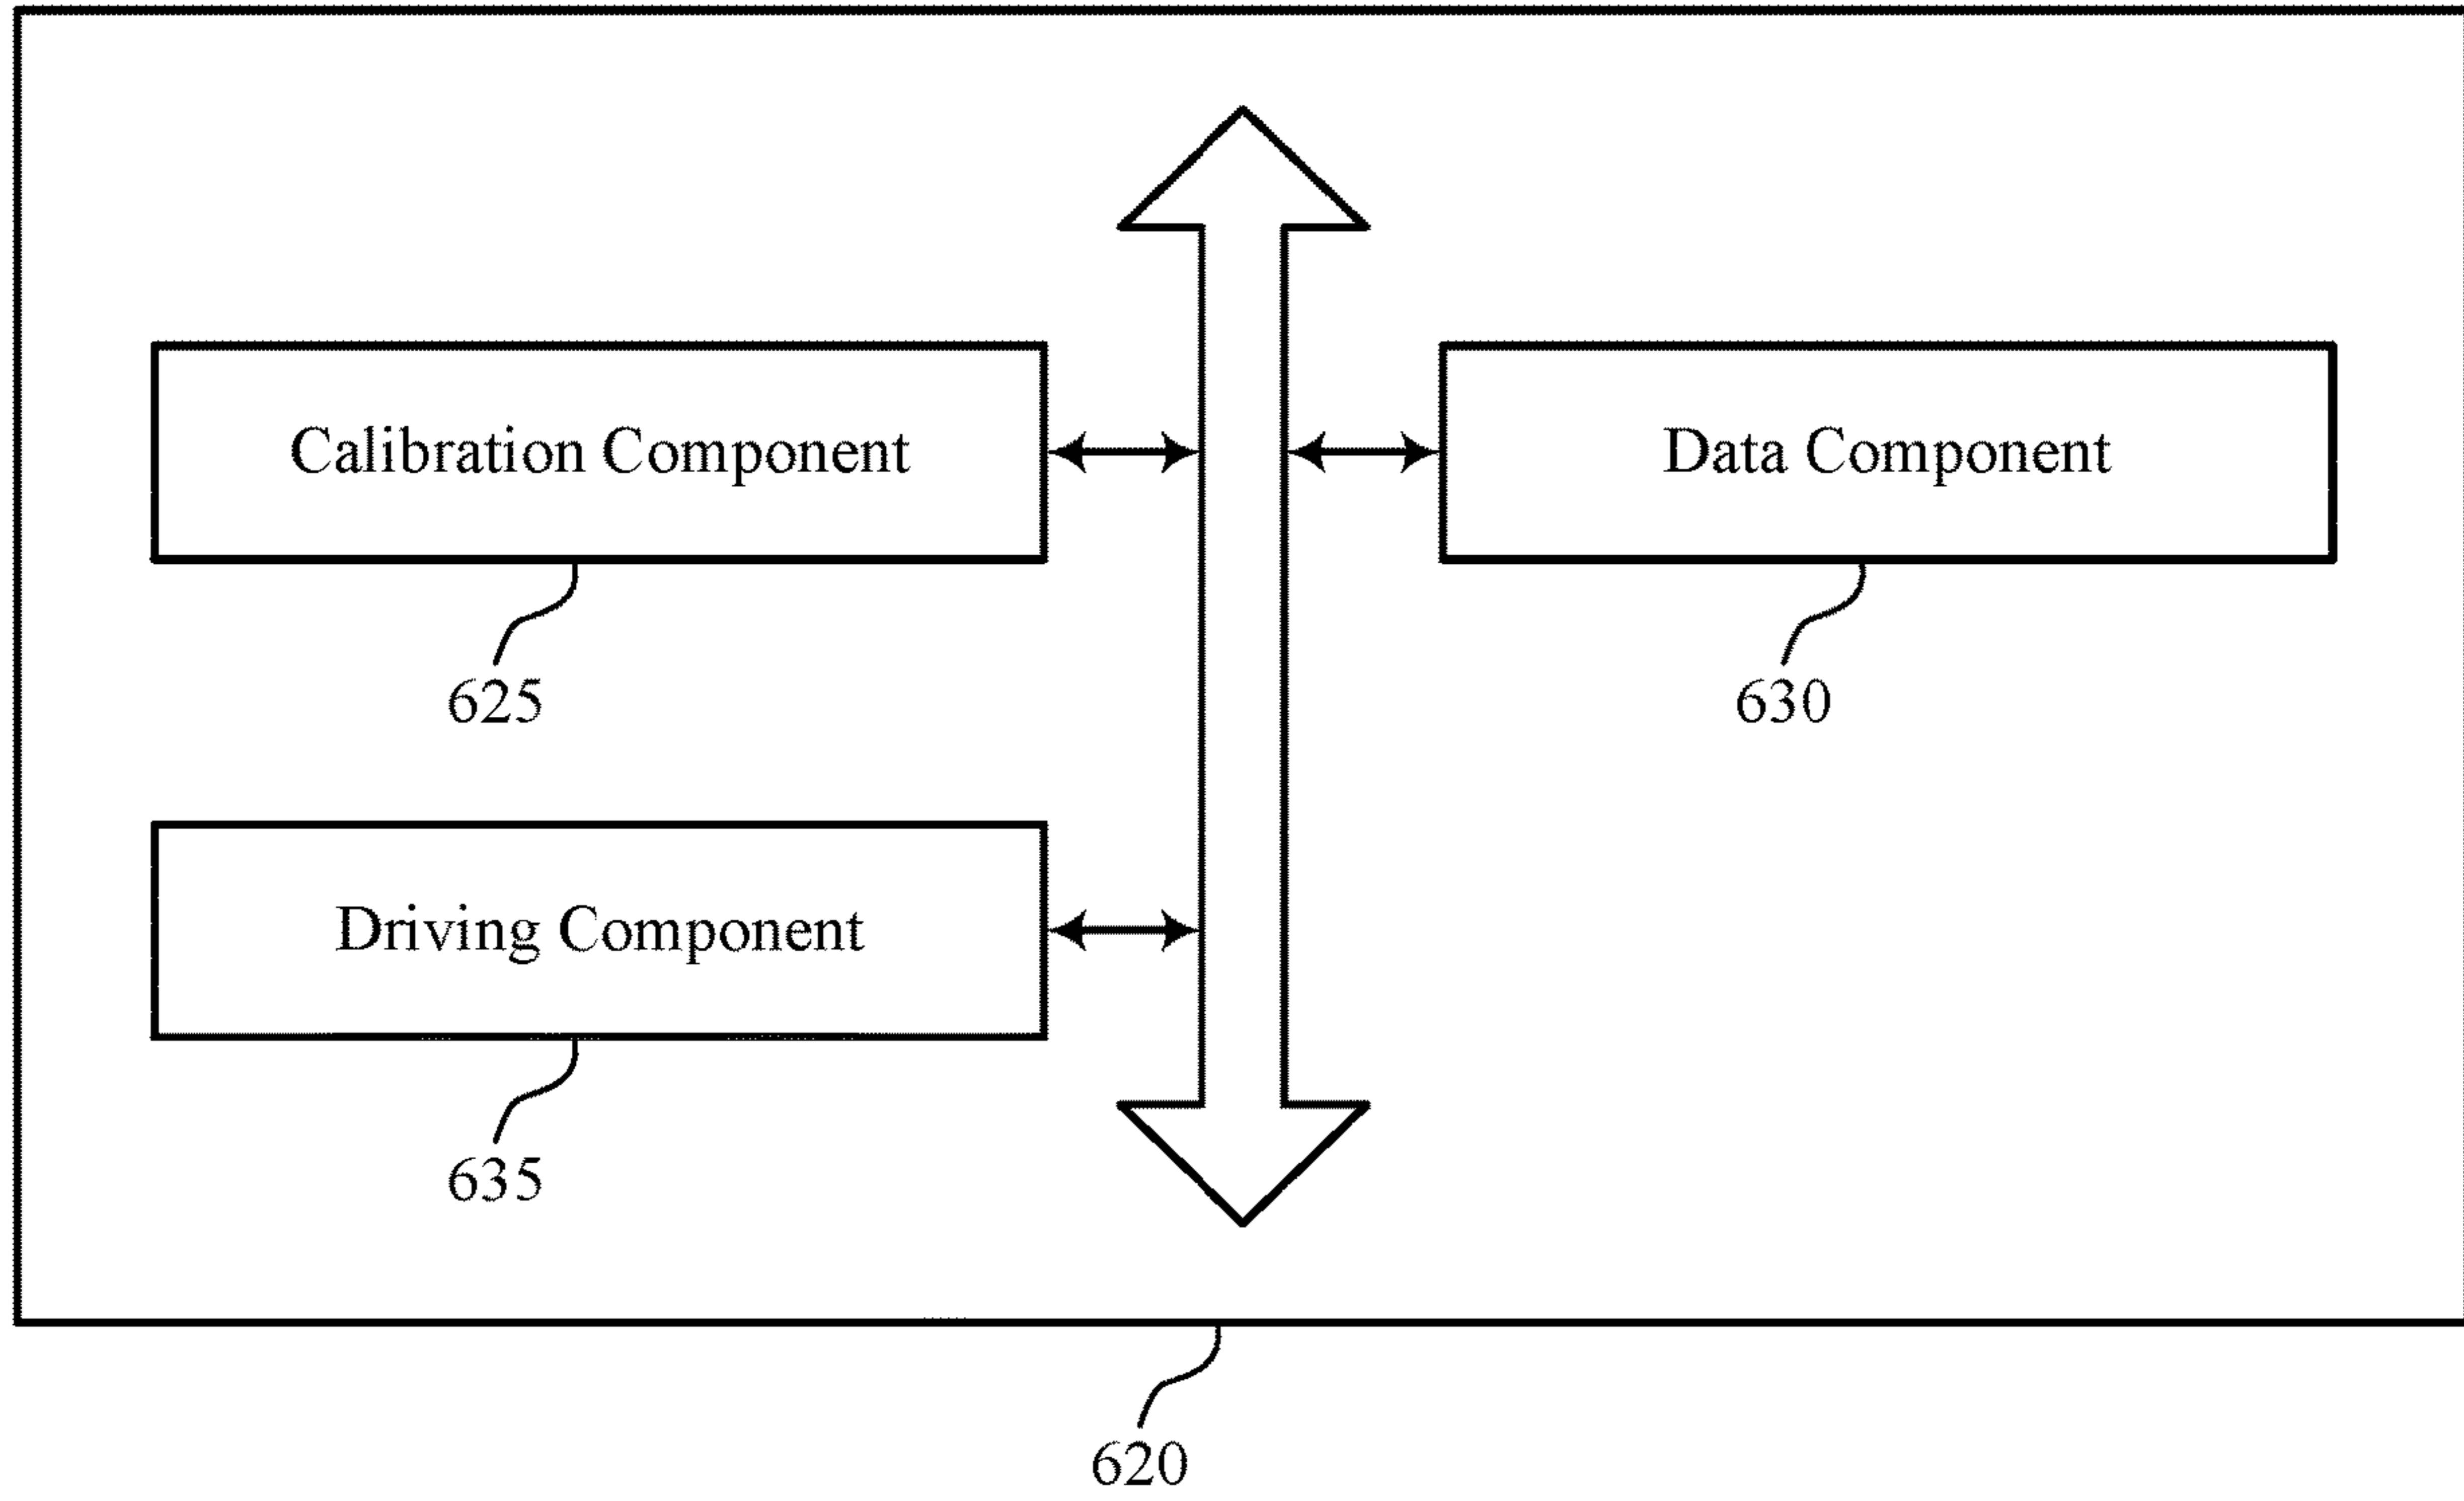 Calibration Component
Data Component
625
630
Driving Component
635
620